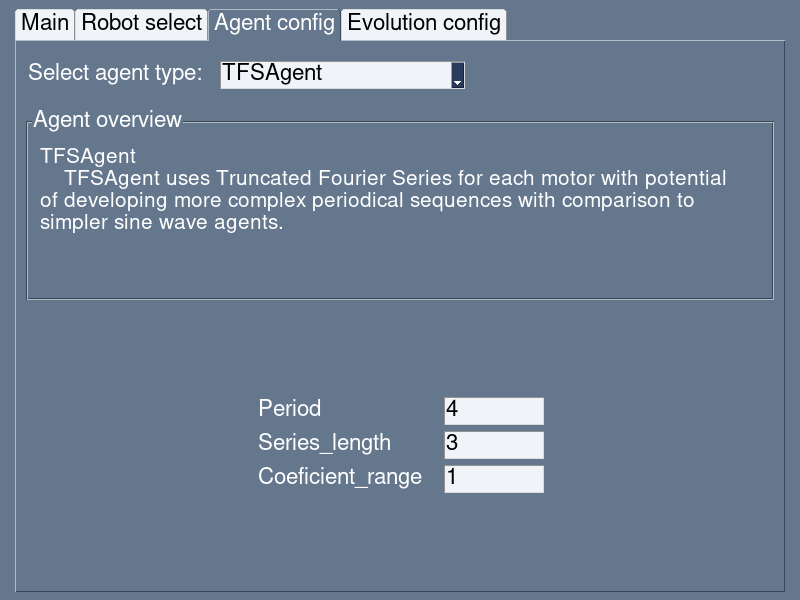 Main Robot select Agent config Evolution config
Select agent type: TFSAgent
Agent overview
TFSAgent
TFSAgent uses Truncated Fourier Series for each motor with potential
of developing more complex periodical sequences with comparison to
simpler sine wave agents.
Period 4
Series_length 3
Coeficient_range 1